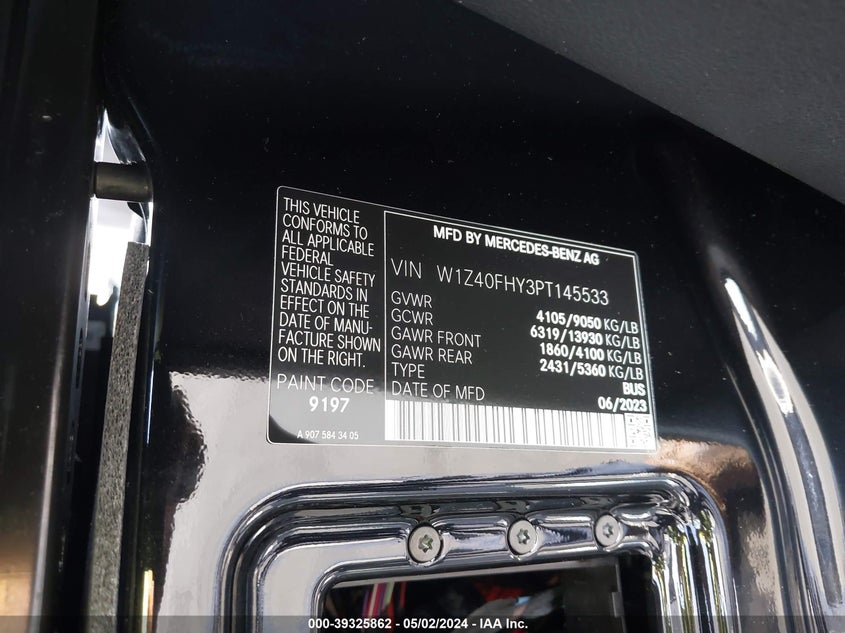 THIS VEHICLE
CONFORMS TO
ALL APPLICABLE
FEDERAL
VEHICLE SAFETY
STANDARDS IN
EFFECT ON THE
DATE OF MANU-
FACTURE SHOWN
ON THE RIGHT.
PAINT CODE
9197
A 907 584 34 05
MFD BY MERCEDES-BENZ AG
VIN W1Z40FHY3PT145533
GVWR 4105/9050 KG/LB
GCWR 6319/13930 KG/LB
GAWR FRONT 1860/4100 KG/LB
GAWR REAR 2431/5360 KG/LB
TYPE BUS
DATE OF MFD 06/2023
000-39325862 - 05/02/2024 - IAA Inc.